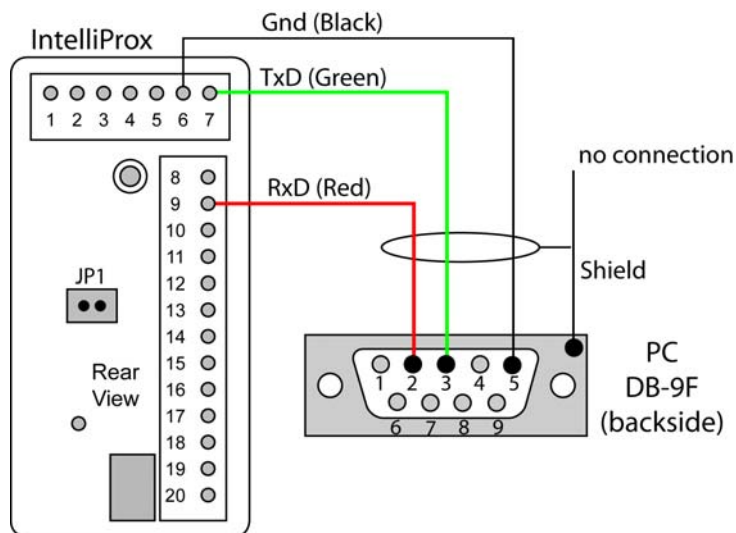 IntelliProx
Gnd (Black)
TxD (Green)
1 2 3 4 5 6 7
no connection
8
RxD (Red)
9
10
11
JP1
12
Shield
13
14
Rear
View
15
16
17
18
19
20
1 2 3 4 5
6 7 8 9
PC
DB-9F
(backside)